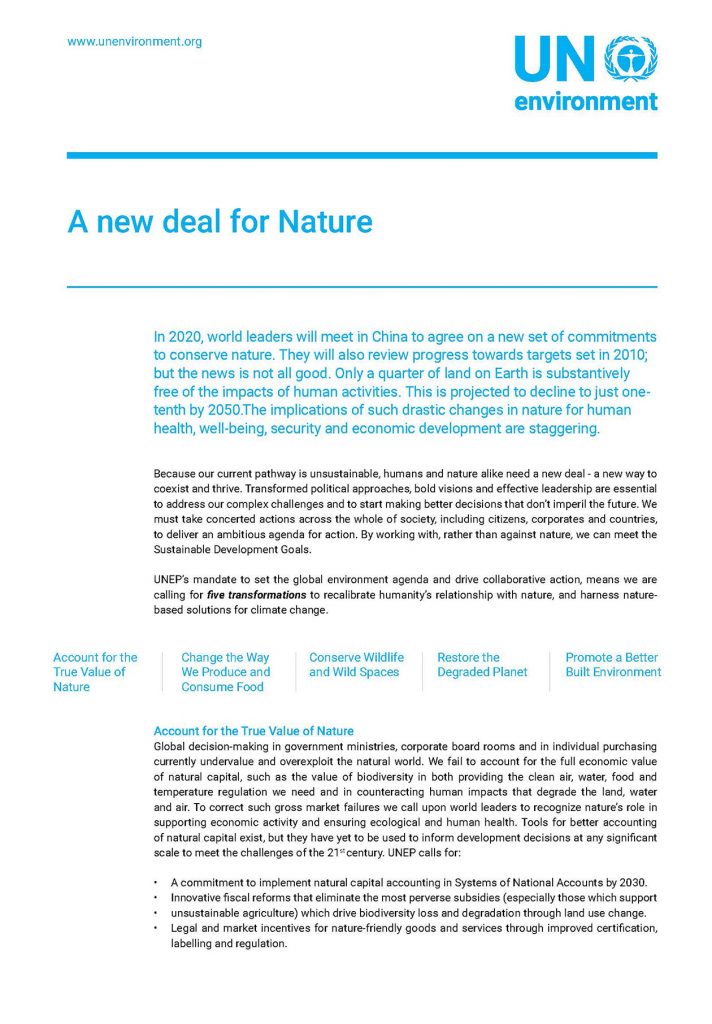 www.unenvironment.org
UN
environment
A new deal for Nature
In 2020, world leaders will meet in China to agree on a new set of commitments
to conserve nature. They will also review progress towards targets set in 2010;
but the news is not all good. Only a quarter of land on Earth is substantively
free of the impacts of human activities. This is projected to decline to just one-
tenth by 2050.The implications of such drastic changes in nature for human
health, well-being, security and economic development are staggering.
Because our current pathway is unsustainable, humans and nature alike need a new deal - a new way to
coexist and thrive. Transformed political approaches, bold visions and effective leadership are essential
to address our complex challenges and to start making better decisions that don't imperil the future. We
must take concerted actions across the whole of society, including citizens, corporates and countries,
to deliver an ambitious agenda for action. By working with, rather than against nature, we can meet the
Sustainable Development Goals.
UNEP's mandate to set the global environment agenda and drive collaborative action, means we are
calling for five transformations to recalibrate humanity's relationship with nature, and harness nature-
based solutions for climate change.
Account for the
True Value of
Nature
Change the Way
We Produce and
Consume Food
Conserve Wildlife
and Wild Spaces
Restore the
Degraded Planet
Promote a Better
Built Environment
Account for the True Value of Nature
Global decision-making in government ministries, corporate board rooms and in individual purchasing
currently undervalue and overexploit the natural world. We fail to account for the full economic value
of natural capital, such as the value of biodiversity in both providing the clean air, water, food and
temperature regulation we need and in counteracting human impacts that degrade the land, water
and air. To correct such gross market failures we call upon world leaders to recognize nature's role in
supporting economic activity and ensuring ecological and human health. Tools for better accounting
of natural capital exist, but they have yet to be used to inform development decisions at any significant
scale to meet the challenges of the 21st century. UNEP calls for:
• A commitment to implement natural capital accounting in Systems of National Accounts by 2030.
• Innovative fiscal reforms that eliminate the most perverse subsidies (especially those which support
• unsustainable agriculture) which drive biodiversity loss and degradation through land use change.
• Legal and market incentives for nature-friendly goods and services through improved certification,
labelling and regulation.